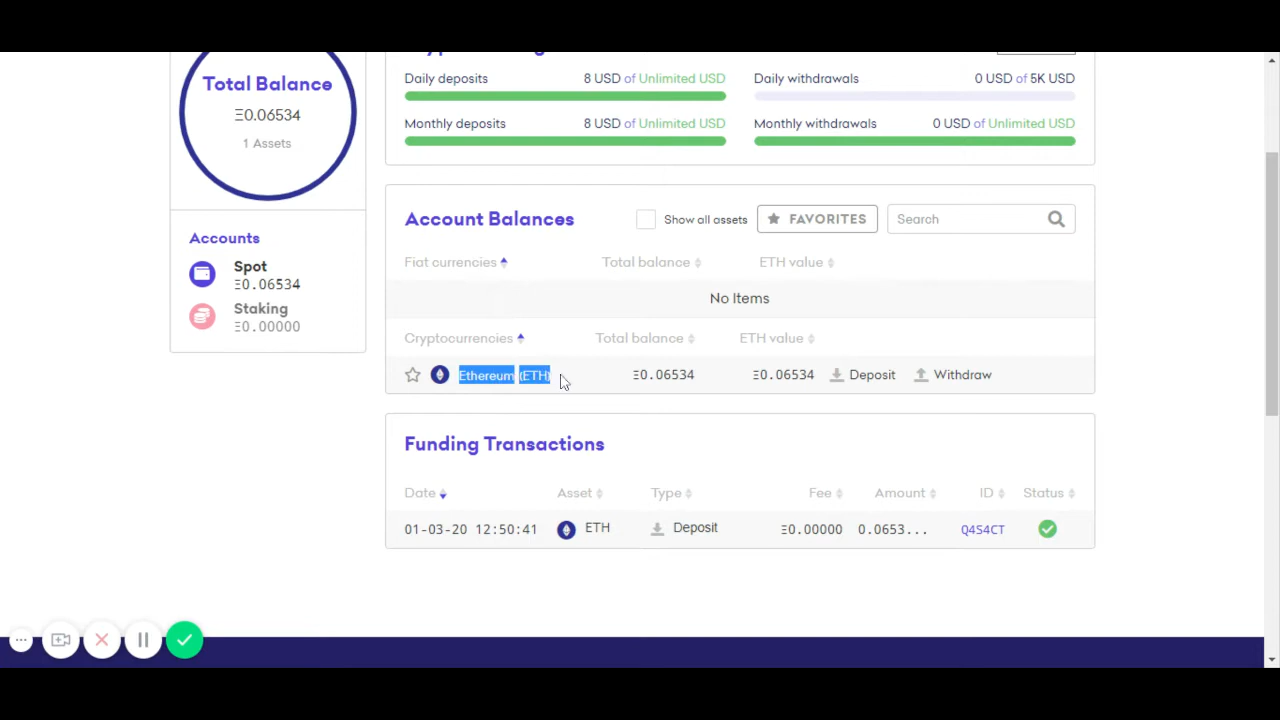 Total Balance
Ξ0.06534
1 Assets
Accounts
Spot
Ξ0.06534
Staking
Ξ0.00000
Daily deposits 8 USD of Unlimited USD
Daily withdrawals 0 USD of 5K USD
Monthly deposits 8 USD of Unlimited USD
Monthly withdrawals 0 USD of Unlimited USD
Account Balances Show all assets FAVORITES Search
Fiat currencies Total balance ETH value
No Items
Cryptocurrencies Total balance ETH value
Ethereum (ETH) Ξ0.06534 Ξ0.06534 Deposit Withdraw
Funding Transactions
Date Asset Type Fee Amount ID Status
01-03-20 12:50:41 ETH Deposit Ξ0.00000 0.0653... Q4S4CT